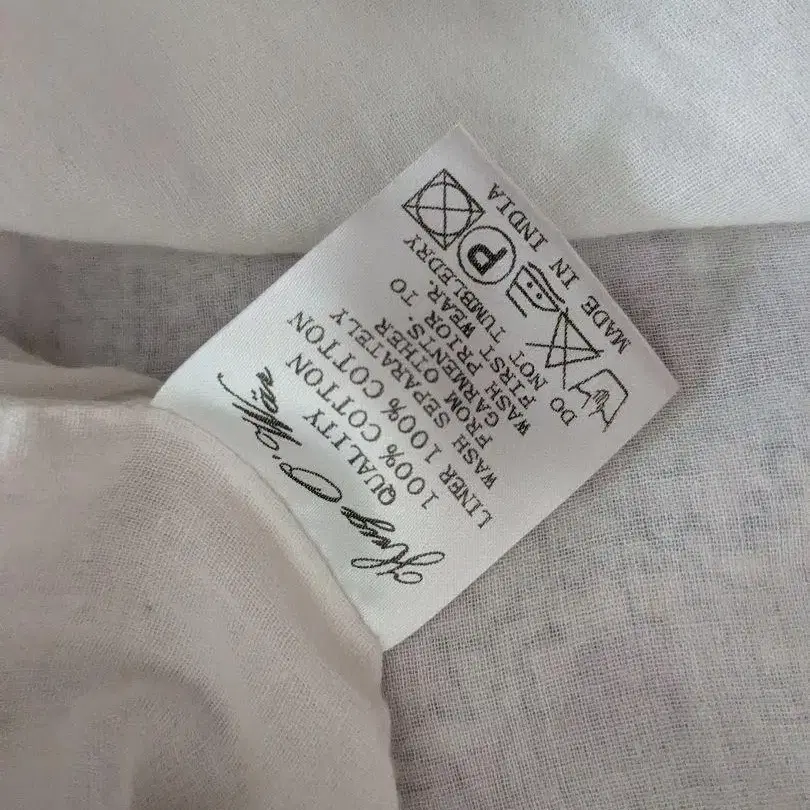 QUALITY
100% COTTON
LINER 100% COTTON
WASH SEPARATELY
FROM OTHER
GARMENTS. TO
WASH PRIOR.
FIRST WEAR.
DO NOT TUMBLEDRY
P
MADE IN INDIA